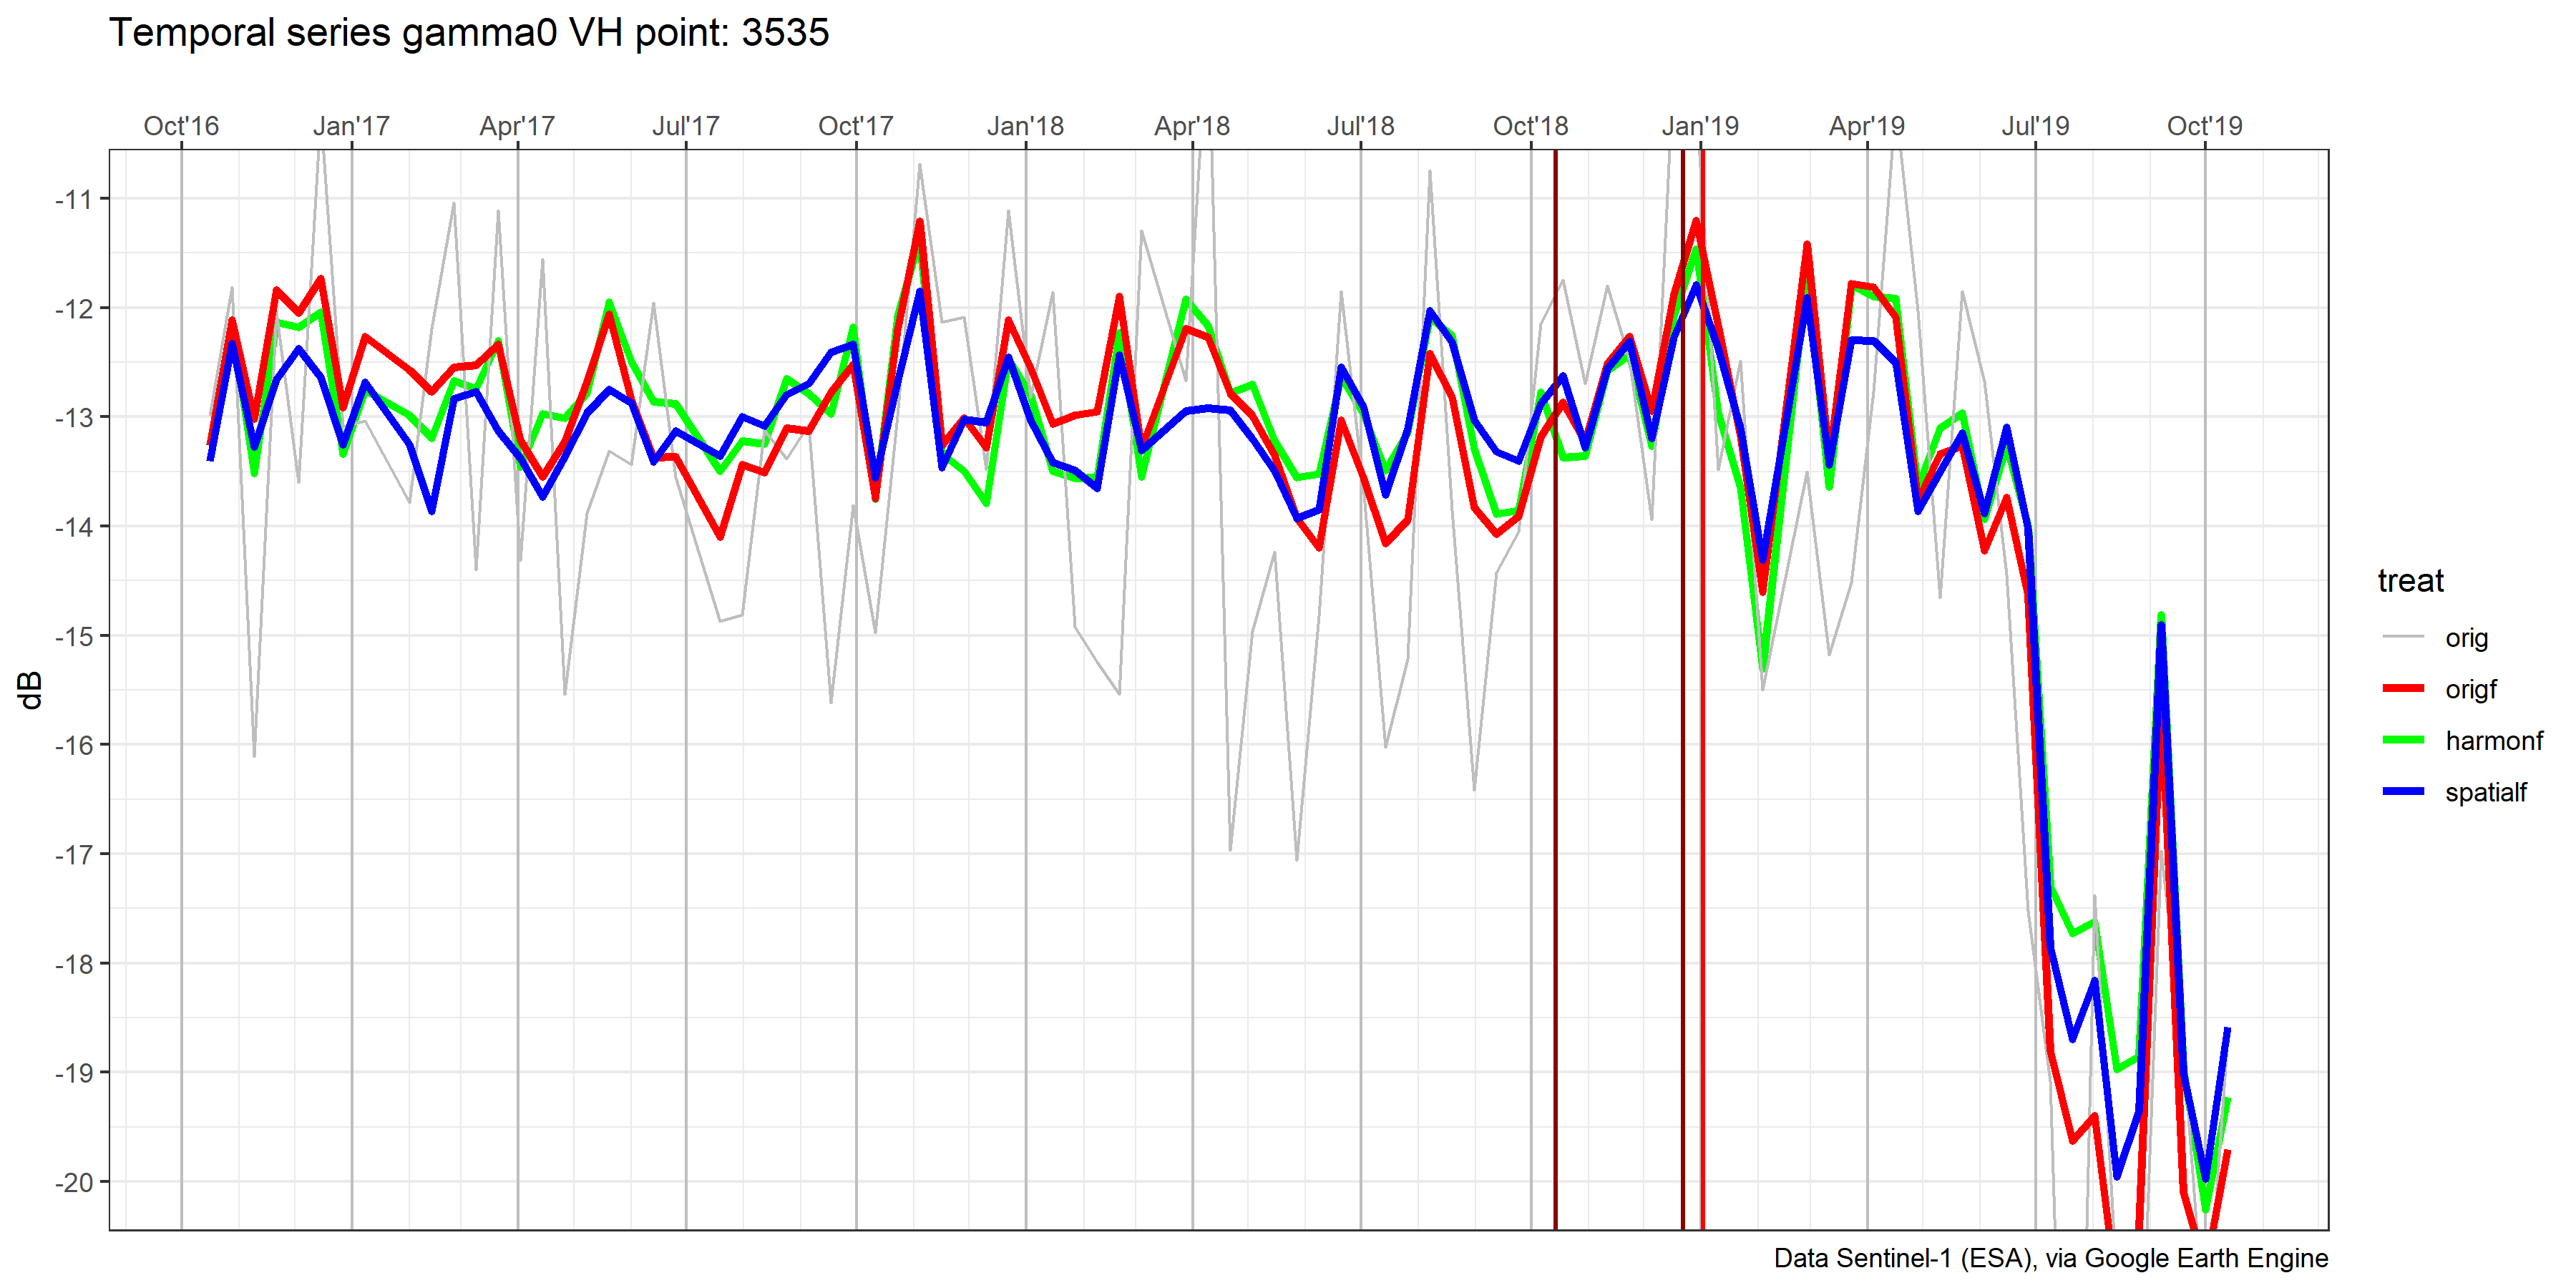 Temporal series gamma0 VH point: 3535
Oct'16 Jan'17 Apr'17 Jul'17 Oct'17 Jan'18 Apr'18 Jul'18 Oct'18 Jan'19 Apr'19 Jul'19 Oct'19
-11
-12
-13
-14
-15
-16
-17
-18
-19
-20
dB
treat
orig
origf
harmonf
spatialf
Data Sentinel-1 (ESA), via Google Earth Engine